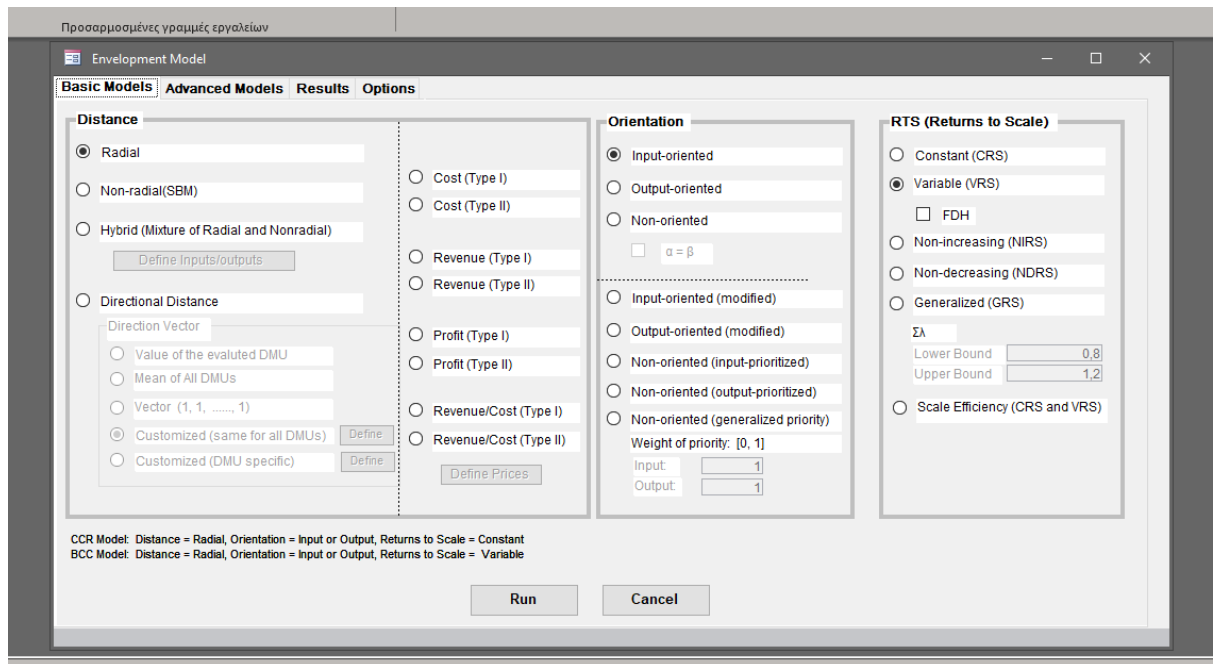 Προσαρμοσμένες γραμμές εργαλείων
Envelopment Model
Basic Models Advanced Models Results Options
Distance
Radial
Non-radial(SBM)
Hybrid (Mixture of Radial and Nonradial)
Define Inputs/outputs
Directional Distance
Direction Vector
Value of the evaluted DMU
Mean of All DMUs
Vector (1, 1, ......, 1)
Customized (same for all DMUs) Define
Customized (DMU specific) Define
Cost (Type I)
Cost (Type II)
Revenue (Type I)
Revenue (Type II)
Profit (Type I)
Profit (Type II)
Revenue/Cost (Type I)
Revenue/Cost (Type II)
Define Prices
Orientation
Input-oriented
Output-oriented
Non-oriented
α = β
Input-oriented (modified)
Output-oriented (modified)
Non-oriented (input-prioritized)
Non-oriented (output-prioritized)
Non-oriented (generalized priority)
Weight of priority: [0, 1]
Input: 1
Output: 1
RTS (Returns to Scale)
Constant (CRS)
Variable (VRS)
FDH
Non-increasing (NIRS)
Non-decreasing (NDRS)
Generalized (GRS)
Σλ
Lower Bound 0,8
Upper Bound 1,2
Scale Efficiency (CRS and VRS)
CCR Model: Distance = Radial, Orientation = Input or Output, Returns to Scale = Constant
BCC Model: Distance = Radial, Orientation = Input or Output, Returns to Scale = Variable
Run Cancel